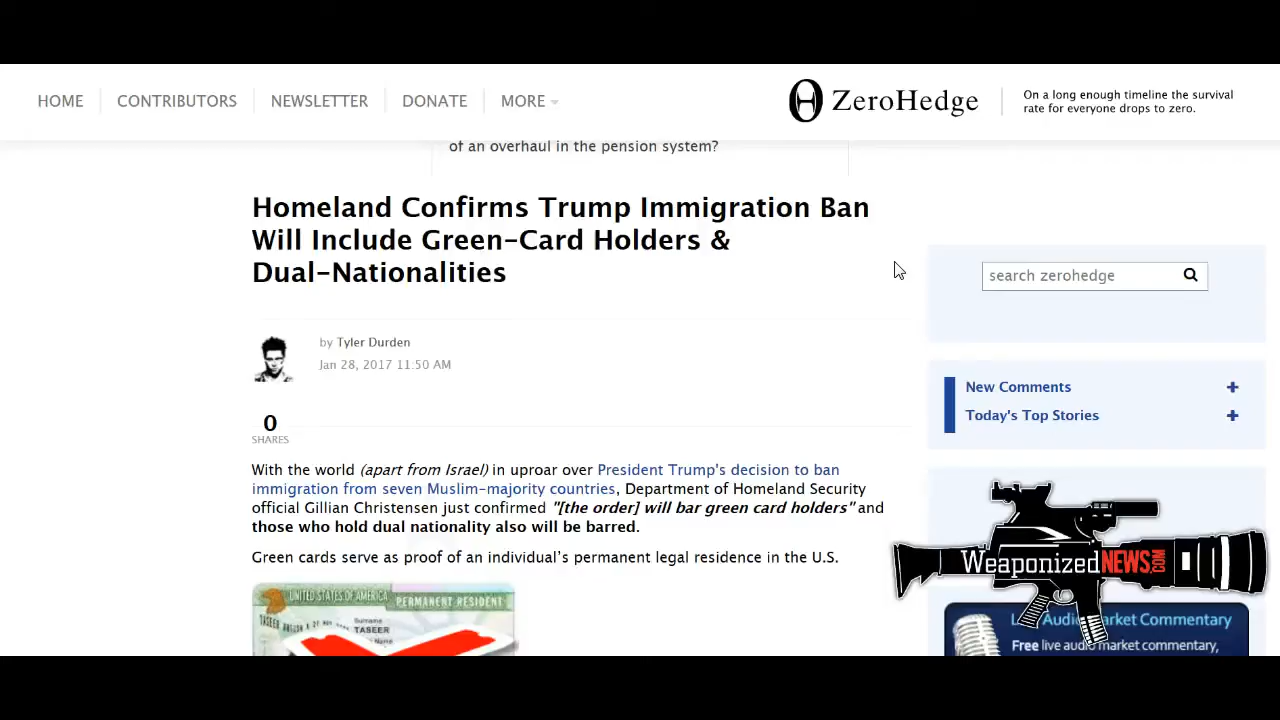 HOME
CONTRIBUTORS
NEWSLETTER
DONATE
MORE
ZeroHedge
On a long enough timeline the survival
rate for everyone drops to zero.
of an overhaul in the pension system?
Homeland Confirms Trump Immigration Ban
Will Include Green-Card Holders &
Dual-Nationalities
search zerohedge
by Tyler Durden
Jan 28, 2017 11:50 AM
New Comments
Today's Top Stories
0
SHARES
With the world (apart from Israel) in uproar over President Trump's decision to ban
immigration from seven Muslim-majority countries, Department of Homeland Security
official Gillian Christensen just confirmed "[the order] will bar green card holders" and
those who hold dual nationality also will be barred.
Green cards serve as proof of an individual's permanent legal residence in the U.S.
WeaponizedNEWS.COM
UNITED STATES OF AMERICA
PERMANENT RESIDENT
Surname
TASEER
Market Commentary
Free live audio market commentary,